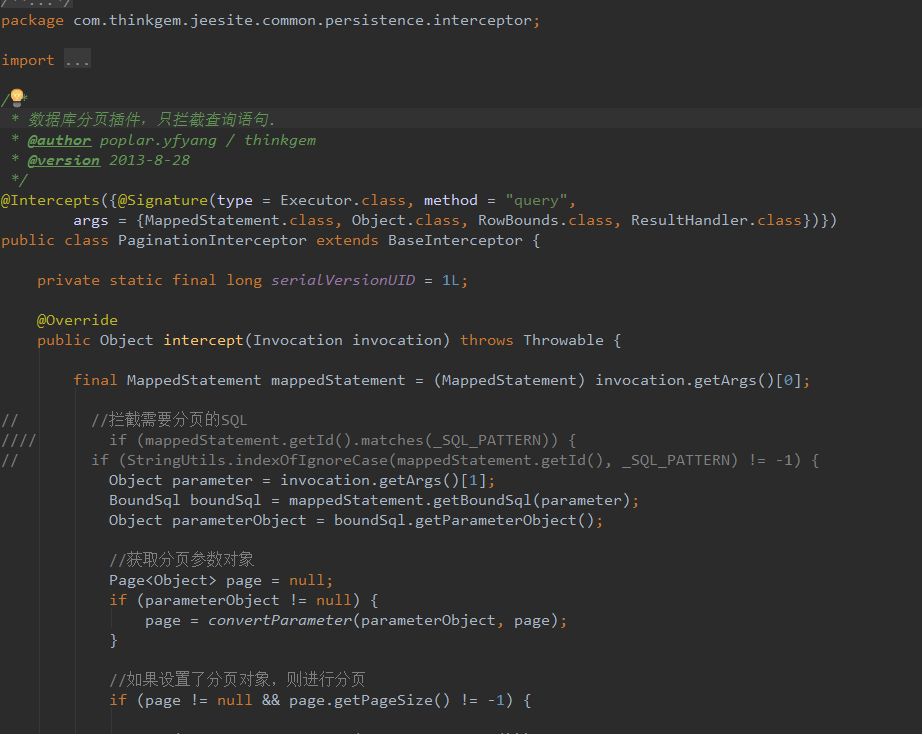 /**...*/
package com.thinkgem.jeesite.common.persistence.interceptor;
import ...
/**
 * 数据库分页插件，只拦截查询语句.
 * @author poplar.yfyang / thinkgem
 * @version 2013-8-28
 */
@Intercepts({@Signature(type = Executor.class, method = "query",
        args = {MappedStatement.class, Object.class, RowBounds.class, ResultHandler.class})})
public class PaginationInterceptor extends BaseInterceptor {
    private static final long serialVersionUID = 1L;
    @Override
    public Object intercept(Invocation invocation) throws Throwable {
        final MappedStatement mappedStatement = (MappedStatement) invocation.getArgs()[0];
//        //拦截需要分页的SQL
////        if (mappedStatement.getId().matches(_SQL_PATTERN)) {
//        if (StringUtils.indexOfIgnoreCase(mappedStatement.getId(), _SQL_PATTERN) != -1) {
            Object parameter = invocation.getArgs()[1];
            BoundSql boundSql = mappedStatement.getBoundSql(parameter);
            Object parameterObject = boundSql.getParameterObject();
            //获取分页参数对象
            Page<Object> page = null;
            if (parameterObject != null) {
                page = convertParameter(parameterObject, page);
            }
            //如果设置了分页对象，则进行分页
            if (page != null && page.getPageSize() != -1) {